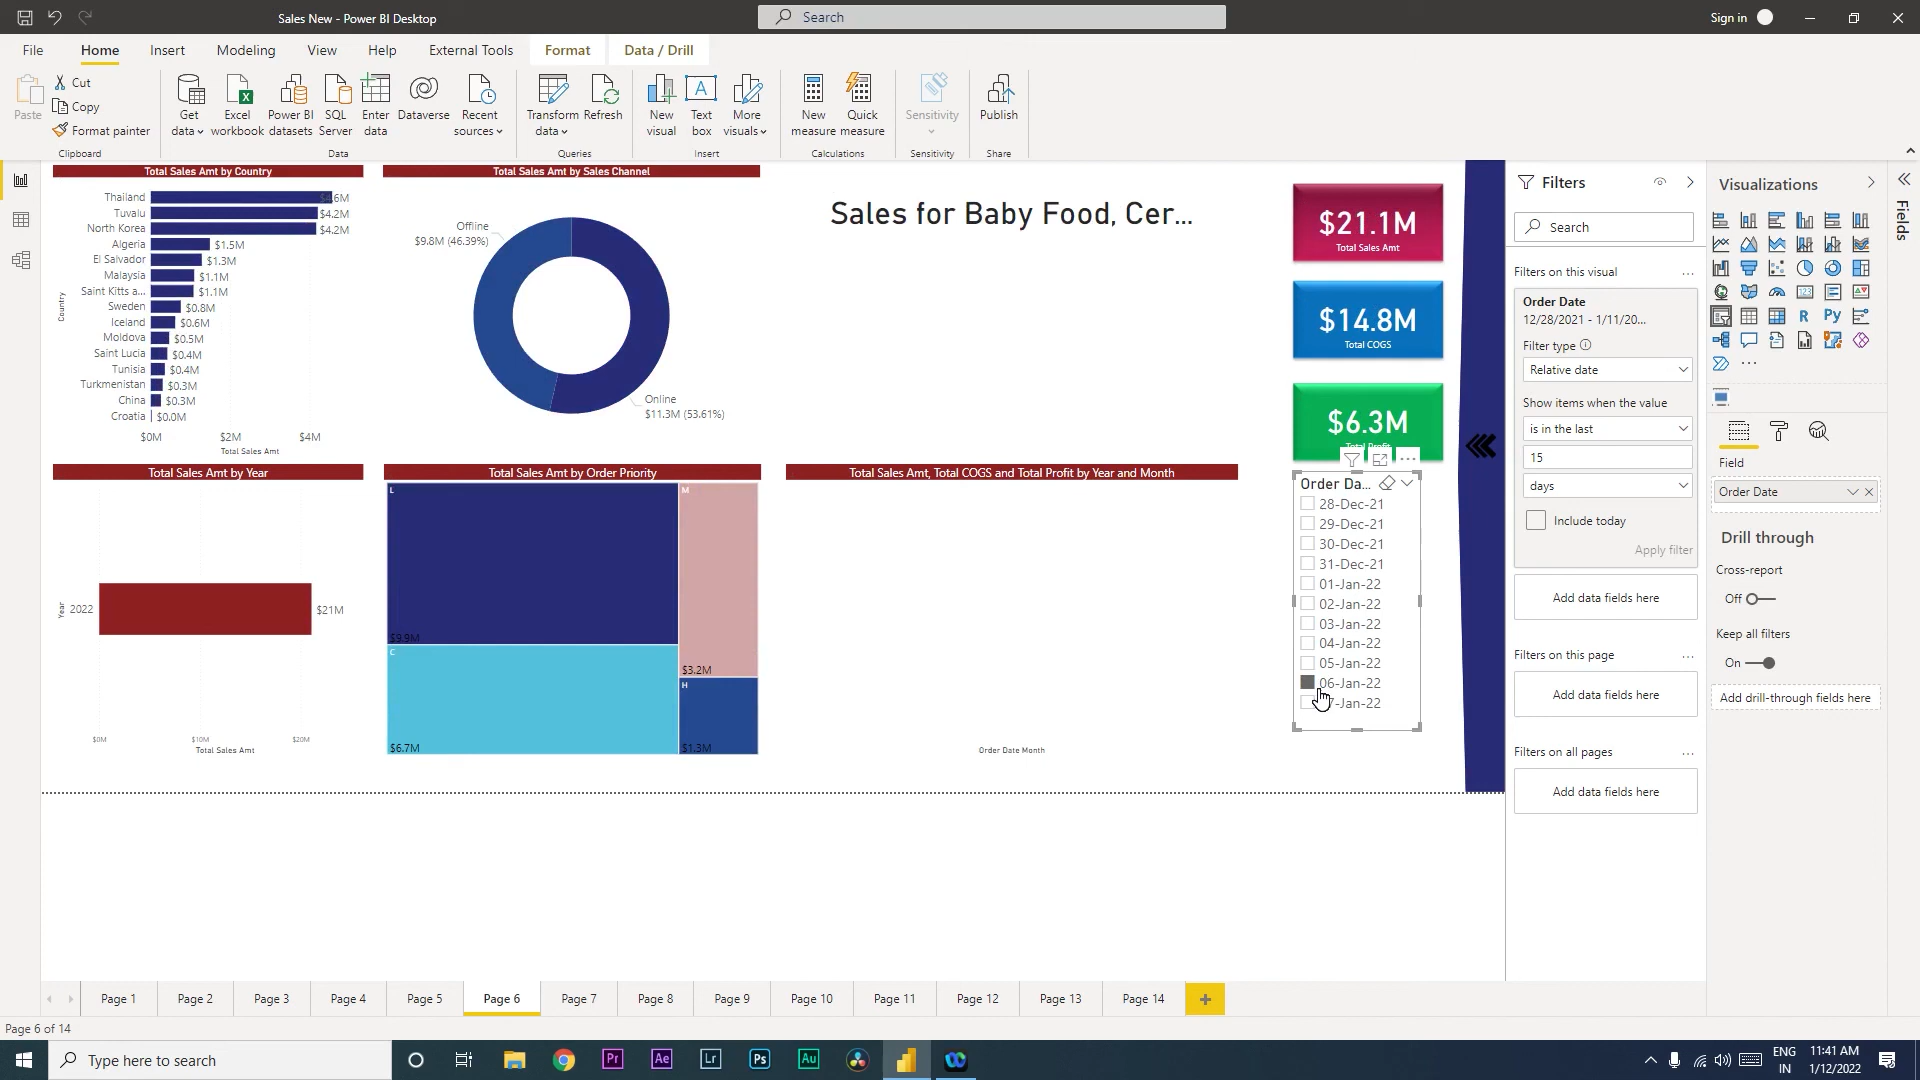 Sales New - Power BI Desktop
Search
Sign in
File
Home
Insert
Modeling
View
Help
External Tools
Format
Data / Drill
Paste
Cut
Copy
Format painter
Clipboard
Get data
Excel workbook
Power BI datasets
SQL Server
Enter data
Dataverse
Recent sources
Data
Transform data
Refresh
Queries
New visual
Text box
More visuals
Insert
New measure
Quick measure
Calculations
Sensitivity
Sensitivity
Publish
Share
Total Sales Amt by Country
Country
Thailand
Tuvalu $4.2M
North Korea $4.2M
Algeria $1.5M
El Salvador $1.3M
Malaysia $1.1M
Saint Kitts a... $1.1M
Sweden $0.8M
Iceland $0.6M
Moldova $0.5M
Saint Lucia $0.4M
Tunisia $0.4M
Turkmenistan $0.3M
China $0.3M
Croatia $0.0M
$0M $2M $4M
Total Sales Amt
Total Sales Amt by Sales Channel
Offline
$9.8M (46.39%)
Online
$11.3M (53.61%)
Sales for Baby Food, Cer...
$21.1M
Total Sales Amt
$14.8M
Total COGS
$6.3M
Total Profit
Total Sales Amt by Year
Year
2022 $21M
$0M $10M $20M
Total Sales Amt
Total Sales Amt by Order Priority
L
$9.9M
M
$3.2M
C
$6.7M
H
$1.3M
Total Sales Amt, Total COGS and Total Profit by Year and Month
Order Date Month
Order Da...
28-Dec-21
29-Dec-21
30-Dec-21
31-Dec-21
01-Jan-22
02-Jan-22
03-Jan-22
04-Jan-22
05-Jan-22
06-Jan-22
7-Jan-22
Filters
Search
Filters on this visual
Order Date
12/28/2021 - 1/11/20...
Filter type
Relative date
Show items when the value
is in the last
15
days
Include today
Apply filter
Add data fields here
Filters on this page
Add data fields here
Filters on all pages
Add data fields here
Visualizations
R
Py
123
Field
Order Date
Drill through
Cross-report
Off
Keep all filters
On
Add drill-through fields here
Fields
Page 1
Page 2
Page 3
Page 4
Page 5
Page 6
Page 7
Page 8
Page 9
Page 10
Page 11
Page 12
Page 13
Page 14
+
Page 6 of 14
Type here to search
Pr
Ae
Lr
Ps
Au
ENG
IN
11:41 AM
1/12/2022